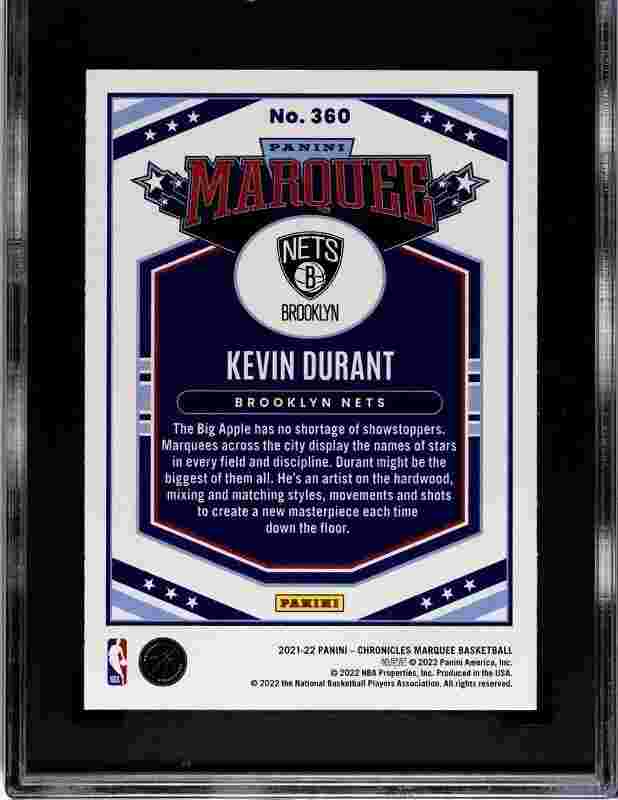 No. 360
PANINI
MARQUEE
NETS
B
BROOKLYN
KEVIN DURANT
BROOKLYN NETS
The Big Apple has no shortage of showstoppers.
Marquees across the city display the names of stars
in every field and discipline. Durant might be the
biggest of them all. He's an artist on the hardwood,
mixing and matching styles, movements and shots
to create a new masterpiece each time
down the floor.
PANINI
2021-22 PANINI – CHRONICLES MARQUEE BASKETBALL
帕尼尼 © 2022 Panini America, Inc.
© 2022 NBA Properties, Inc. Produced in the USA.
© 2022 the National Basketball Players Association. All rights reserved.
NBA